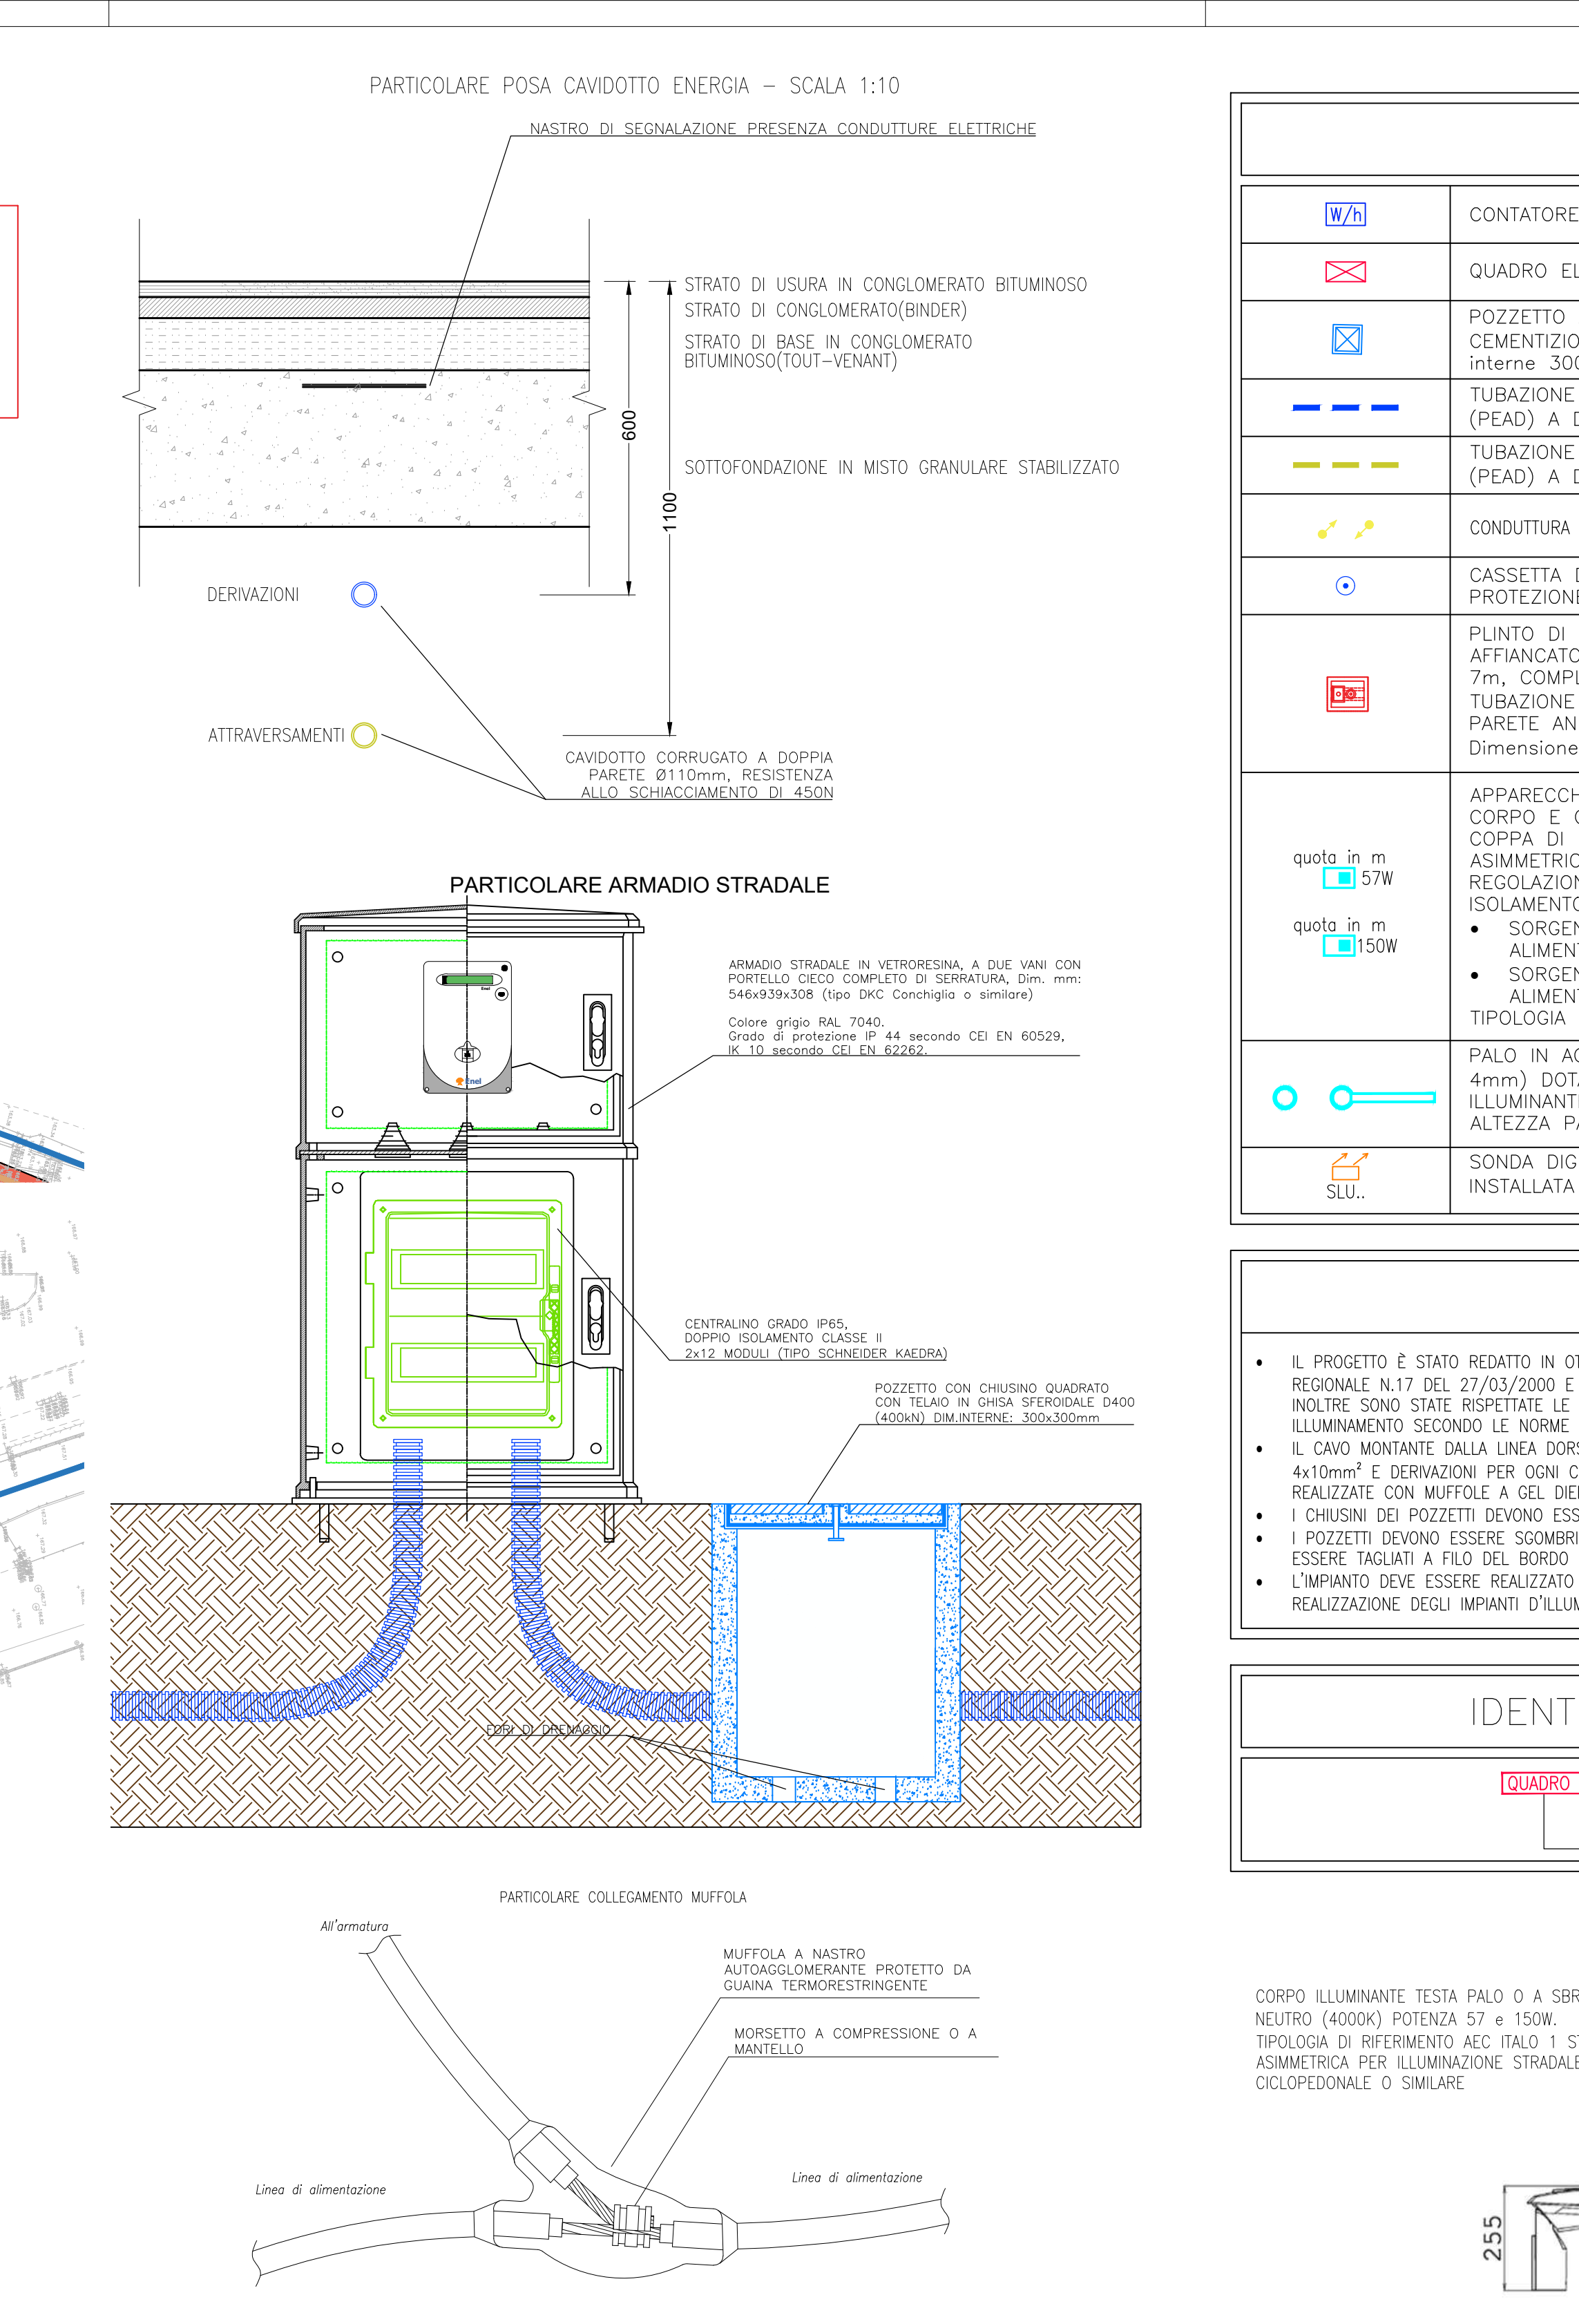 PARTICOLARE POSA CAVIDOTTO ENERGIA – SCALA 1:10
NASTRO DI SEGNALAZIONE PRESENZA CONDUTTURE ELETTRICHE
STRATO DI USURA IN CONGLOMERATO BITUMINOSO
STRATO DI CONGLOMERATO(BINDER)
STRATO DI BASE IN CONGLOMERATO
BITUMINOSO(TOUT–VENANT)
600
SOTTOFONDAZIONE IN MISTO GRANULARE STABILIZZATO
1100
DERIVAZIONI
ATTRAVERSAMENTI
CAVIDOTTO CORRUGATO A DOPPIA
PARETE Ø110mm, RESISTENZA
ALLO SCHIACCIAMENTO DI 450N
PARTICOLARE ARMADIO STRADALE
ARMADIO STRADALE IN VETRORESINA, A DUE VANI CON
PORTELLO CIECO COMPLETO DI SERRATURA, Dim. mm:
546x939x308 (tipo DKC Conchiglia o similare)
Colore grigio RAL 7040.
Grado di protezione IP 44 secondo CEI EN 60529,
IK 10 secondo CEI EN 62262.
Enel
Enel
CENTRALINO GRADO IP65,
DOPPIO ISOLAMENTO CLASSE II
2x12 MODULI (TIPO SCHNEIDER KAEDRA)
POZZETTO CON CHIUSINO QUADRATO
CON TELAIO IN GHISA SFEROIDALE D400
(400kN) DIM.INTERNE: 300x300mm
FORI DI DRENAGGIO
PARTICOLARE COLLEGAMENTO MUFFOLA
All'armatura
MUFFOLA A NASTRO
AUTOAGGLOMERANTE PROTETTO DA
GUAINA TERMORESTRINGENTE
MORSETTO A COMPRESSIONE O A
MANTELLO
Linea di alimentazione
Linea di alimentazione
W/h
CONTATORE
QUADRO EL
POZZETTO
CEMENTIZIO
interne 300
TUBAZIONE
(PEAD) A D
TUBAZIONE
(PEAD) A D
CONDUTTURA
CASSETTA D
PROTEZIONE
PLINTO DI
AFFIANCATO
7m, COMPL
TUBAZIONE
PARETE AN
Dimensione
quota in m
57W
quota in m
150W
APPARECCH
CORPO E C
COPPA DI
ASIMMETRIC
REGOLAZION
ISOLAMENTO
• SORGEN
ALIMENT
• SORGEN
ALIMENT
TIPOLOGIA
PALO IN AC
4mm) DOTA
ILLUMINANTE
ALTEZZA PA
SLU..
SONDA DIG
INSTALLATA
• IL PROGETTO È STATO REDATTO IN OT
REGIONALE N.17 DEL 27/03/2000 E
INOLTRE SONO STATE RISPETTATE LE
ILLUMINAMENTO SECONDO LE NORME
• IL CAVO MONTANTE DALLA LINEA DORS
4x10mm² E DERIVAZIONI PER OGNI C
REALIZZATE CON MUFFOLE A GEL DIEL
• I CHIUSINI DEI POZZETTI DEVONO ESS
• I POZZETTI DEVONO ESSERE SGOMBRI
ESSERE TAGLIATI A FILO DEL BORDO
• L'IMPIANTO DEVE ESSERE REALIZZATO
REALIZZAZIONE DEGLI IMPIANTI D'ILLUM
IDENT
QUADRO
CORPO ILLUMINANTE TESTA PALO O A SBR
NEUTRO (4000K) POTENZA 57 e 150W.
TIPOLOGIA DI RIFERIMENTO AEC ITALO 1 ST
ASIMMETRICA PER ILLUMINAZIONE STRADALE
CICLOPEDONALE O SIMILARE
255